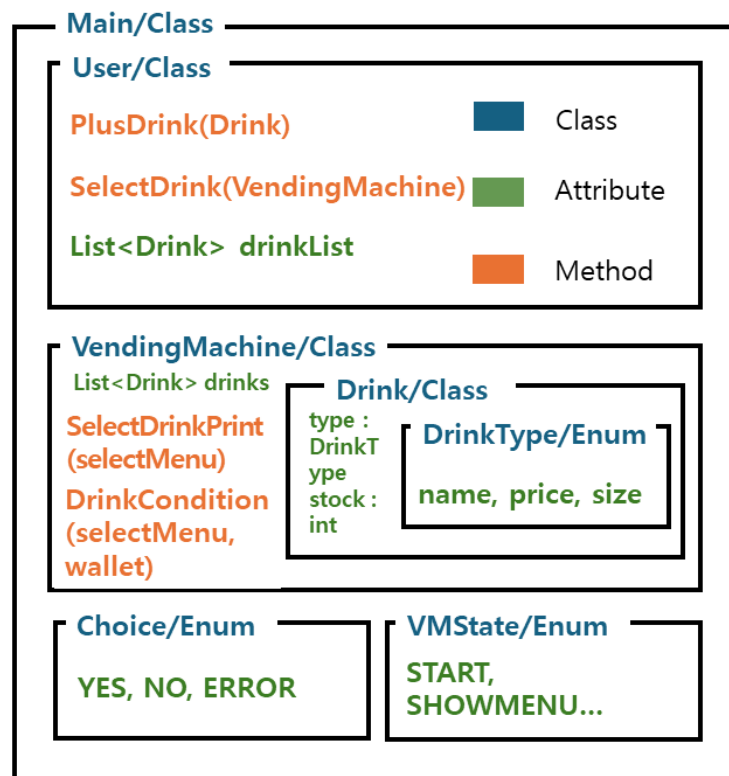 Main/Class
User/Class
PlusDrink(Drink)
SelectDrink(VendingMachine)
List<Drink> drinkList
Class
Attribute
Method
VendingMachine/Class
List<Drink> drinks
SelectDrinkPrint
(selectMenu)
DrinkCondition
(selectMenu,
wallet)
Drink/Class
type :
DrinkT
ype
stock :
int
DrinkType/Enum
name, price, size
Choice/Enum
YES, NO, ERROR
VMState/Enum
START,
SHOWMENU...